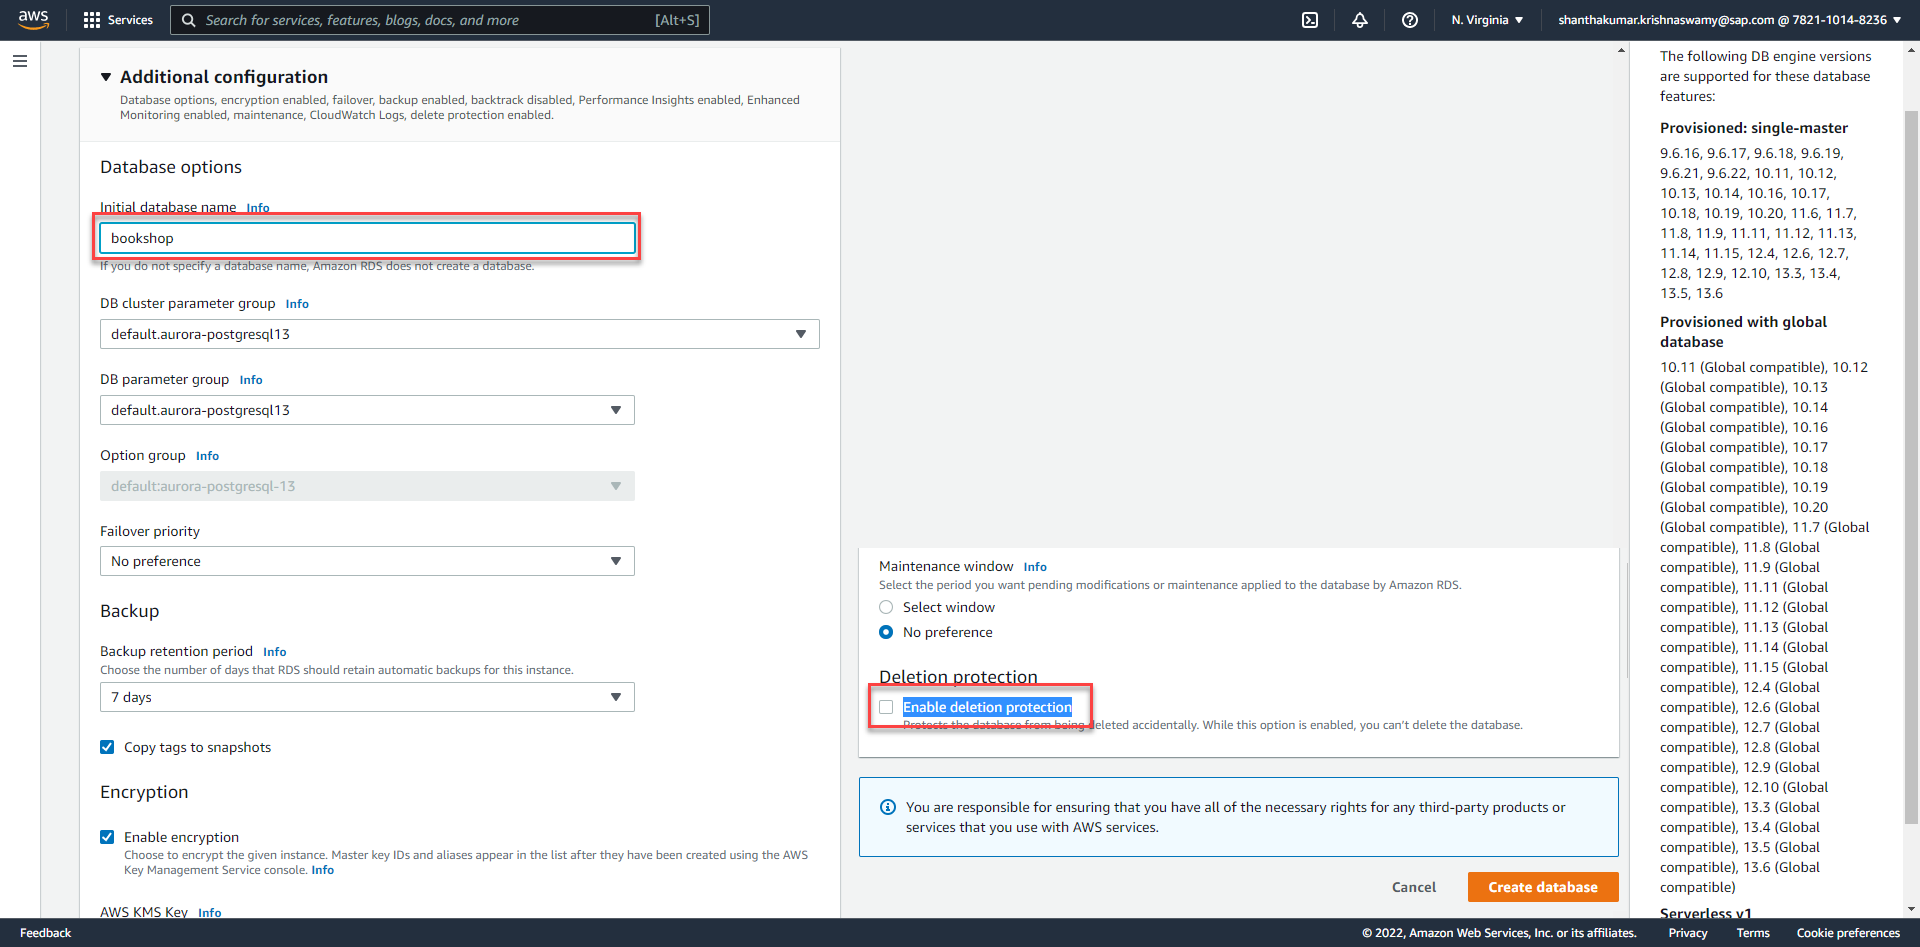 aws
Services
Search for services, features, blogs, docs, and more
[Alt+S]
N. Virginia
shanthakumar.krishnaswamy@sap.com @ 7821-1014-8236
Additional configuration
Database options, encryption enabled, failover, backup enabled, backtrack disabled, Performance Insights enabled, Enhanced
Monitoring enabled, maintenance, CloudWatch Logs, delete protection enabled.
Database options
Initial database name Info
bookshop
If you do not specify a database name, Amazon RDS does not create a database.
DB cluster parameter group Info
default.aurora-postgresql13
DB parameter group Info
default.aurora-postgresql13
Option group Info
default:aurora-postgresql-13
Failover priority
No preference
Backup
Backup retention period Info
Choose the number of days that RDS should retain automatic backups for this instance.
7 days
Copy tags to snapshots
Encryption
Enable encryption
Choose to encrypt the given instance. Master key IDs and aliases appear in the list after they have been created using the AWS
Key Management Service console. Info
AWS KMS Key Info
Maintenance window Info
Select the period you want pending modifications or maintenance applied to the database by Amazon RDS.
Select window
No preference
Deletion protection
Enable deletion protection
Protects the database from being deleted accidentally. While this option is enabled, you can't delete the database.
You are responsible for ensuring that you have all of the necessary rights for any third-party products or
services that you use with AWS services.
Cancel
Create database
The following DB engine versions
are supported for these database
features:
Provisioned: single-master
9.6.16, 9.6.17, 9.6.18, 9.6.19,
9.6.21, 9.6.22, 10.11, 10.12,
10.13, 10.14, 10.16, 10.17,
10.18, 10.19, 10.20, 11.6, 11.7,
11.8, 11.9, 11.11, 11.12, 11.13,
11.14, 11.15, 12.4, 12.6, 12.7,
12.8, 12.9, 12.10, 13.3, 13.4,
13.5, 13.6
Provisioned with global
database
10.11 (Global compatible), 10.12
(Global compatible), 10.13
(Global compatible), 10.14
(Global compatible), 10.16
(Global compatible), 10.17
(Global compatible), 10.18
(Global compatible), 10.19
(Global compatible), 10.20
(Global compatible), 11.7 (Global
compatible), 11.8 (Global
compatible), 11.9 (Global
compatible), 11.11 (Global
compatible), 11.12 (Global
compatible), 11.13 (Global
compatible), 11.14 (Global
compatible), 11.15 (Global
compatible), 12.4 (Global
compatible), 12.6 (Global
compatible), 12.7 (Global
compatible), 12.8 (Global
compatible), 12.9 (Global
compatible), 12.10 (Global
compatible), 13.3 (Global
compatible), 13.4 (Global
compatible), 13.5 (Global
compatible), 13.6 (Global
compatible)
Serverless v1
Feedback
© 2022, Amazon Web Services, Inc. or its affiliates.
Privacy
Terms
Cookie preferences